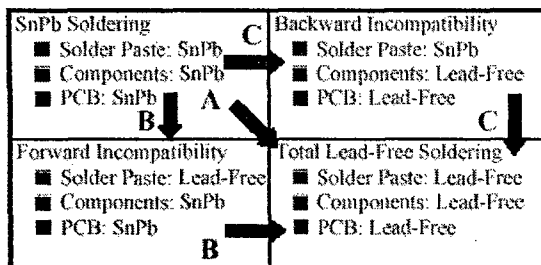 SnPb Soldering
Solder Paste: SnPb
Components: SnPb
PCB: SnPb
C
B
A
Backward Incompatibility
Solder Paste: SnPb
Components: Lead-Free
PCB: Lead-Free
C
Forward Incompatibility
Solder Paste: Lead-Free
Components: SnPb
PCB: SnPb
B
Total Lead-Free Soldering
Solder Paste: Lead-Free
Components: Lead-Free
PCB: Lead-Free